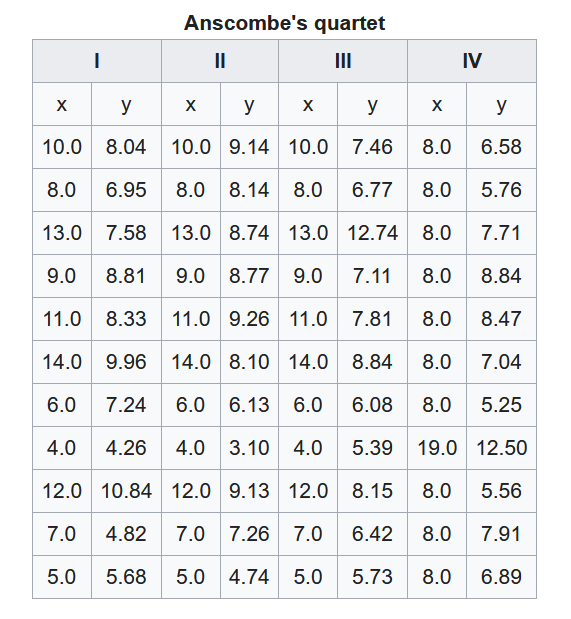 Anscombe's quartet
I II III IV
x y x y x y x y
10.0 8.04 10.0 9.14 10.0 7.46 8.0 6.58
8.0 6.95 8.0 8.14 8.0 6.77 8.0 5.76
13.0 7.58 13.0 8.74 13.0 12.74 8.0 7.71
9.0 8.81 9.0 8.77 9.0 7.11 8.0 8.84
11.0 8.33 11.0 9.26 11.0 7.81 8.0 8.47
14.0 9.96 14.0 8.10 14.0 8.84 8.0 7.04
6.0 7.24 6.0 6.13 6.0 6.08 8.0 5.25
4.0 4.26 4.0 3.10 4.0 5.39 19.0 12.50
12.0 10.84 12.0 9.13 12.0 8.15 8.0 5.56
7.0 4.82 7.0 7.26 7.0 6.42 8.0 7.91
5.0 5.68 5.0 4.74 5.0 5.73 8.0 6.89